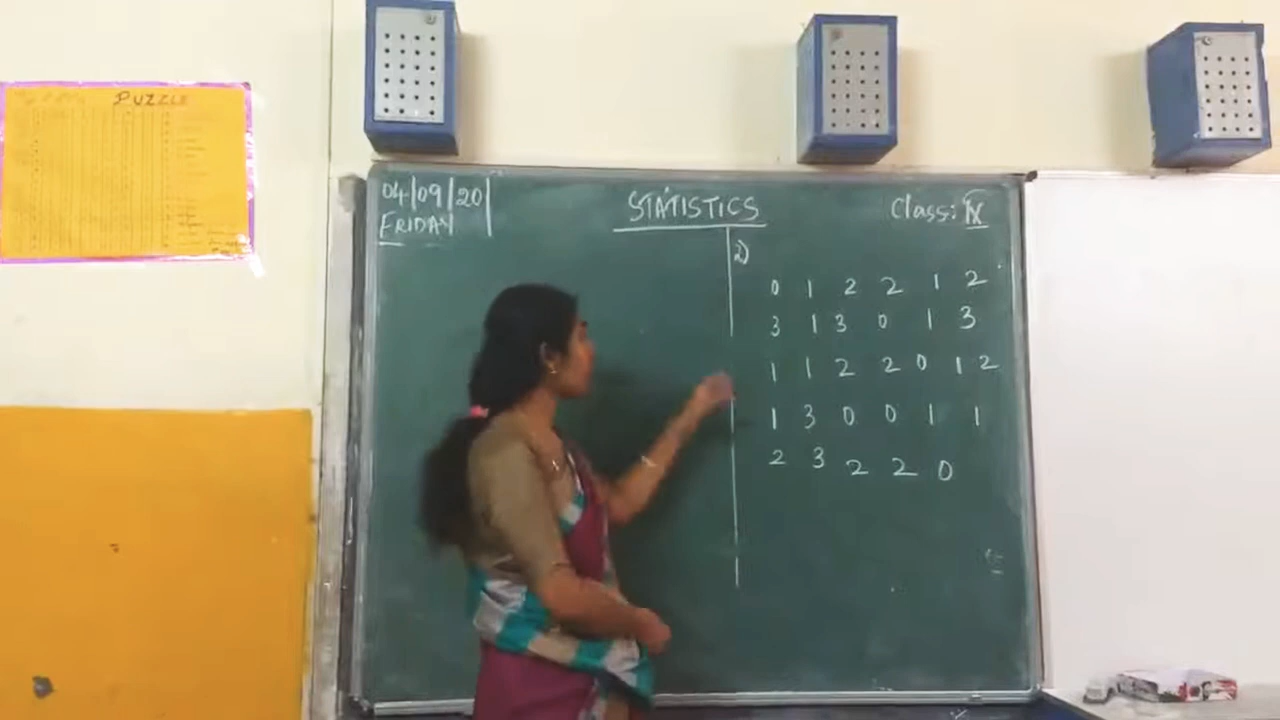 PUZZLE
04/09/20
FRIDAY
STATISTICS
Class: IX
2)
0 1 2 2 1 2
3 1 3 0 1 3
1 1 2 2 0 1 2
1 3 0 0 1 1
2 3 2 2 0